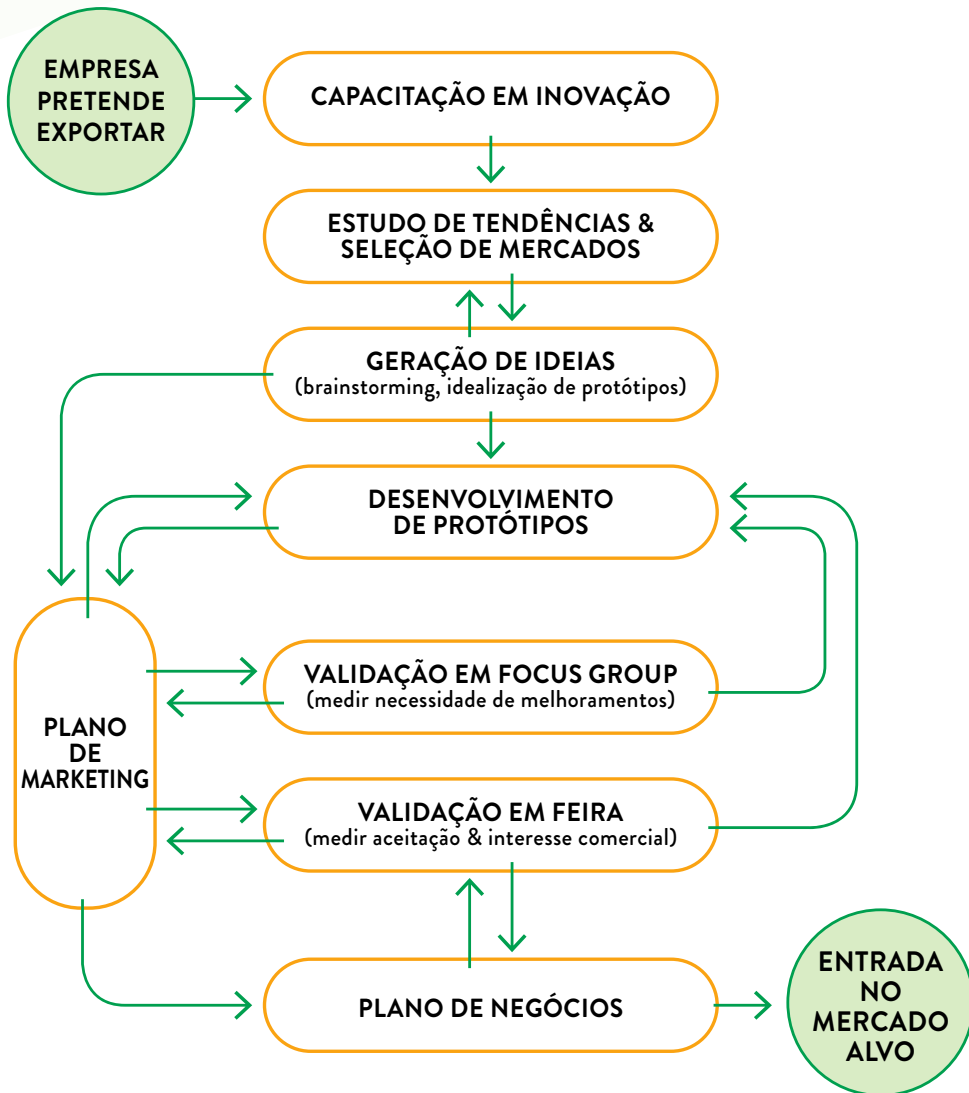 EMPRESA
PRETENDE
EXPORTAR
CAPACITAÇÃO EM INOVAÇÃO
ESTUDO DE TENDÊNCIAS &
SELEÇÃO DE MERCADOS
GERAÇÃO DE IDEIAS
(brainstorming, idealização de protótipos)
DESENVOLVIMENTO
DE PROTÓTIPOS
VALIDAÇÃO EM FOCUS GROUP
(medir necessidade de melhoramentos)
PLANO
DE
MARKETING
VALIDAÇÃO EM FEIRA
(medir aceitação & interesse comercial)
PLANO DE NEGÓCIOS
ENTRADA
NO
MERCADO
ALVO